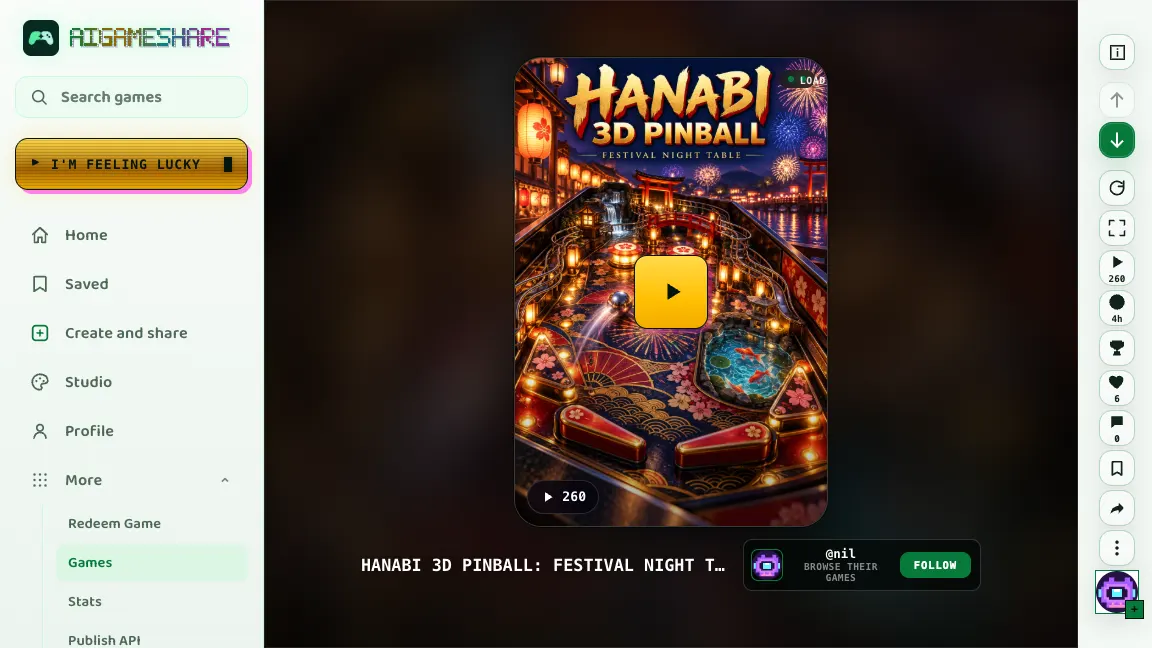 AIGAMESHARE
Search games
I'M FEELING LUCKY
Home
Saved
Create and share
Studio
Profile
More
Redeem Game
Games
Stats
Publish API
HANABI
3D PINBALL
FESTIVAL NIGHT TABLE
LOAD
260
HANABI 3D PINBALL: FESTIVAL NIGHT T…
@nil
BROWSE THEIR
GAMES
FOLLOW
260
4h
6
0